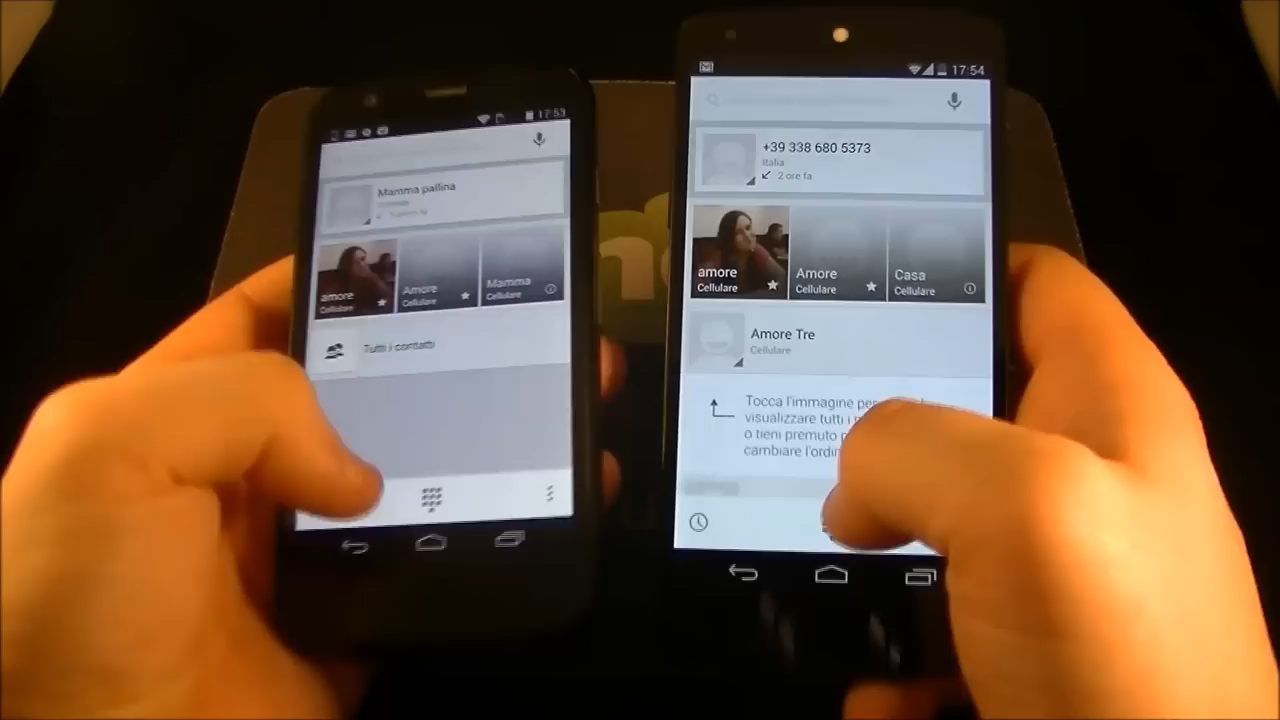 17:53
Mamma pallina
amore
Cellulare
Amore
Cellulare
Mamma
Cellulare
Tutti i contatti
17:54
+39 338 680 5373
Italia
2 ore fa
amore
Cellulare
Amore
Cellulare
Casa
Cellulare
Amore Tre
Cellulare
Tocca l'immagine per
visualizzare tutti i
o tieni premuto
cambiare l'ordin